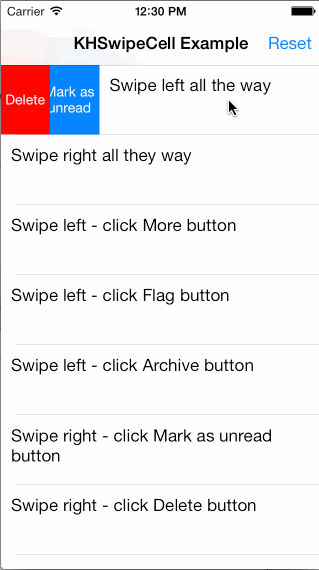 Carrier 12:30 PM
KHSwipeCell Example Reset
Delete Mark as unread Swipe left all the way
Swipe right all they way
Swipe left - click More button
Swipe left - click Flag button
Swipe left - click Archive button
Swipe right - click Mark as unread
button
Swipe right - click Delete button